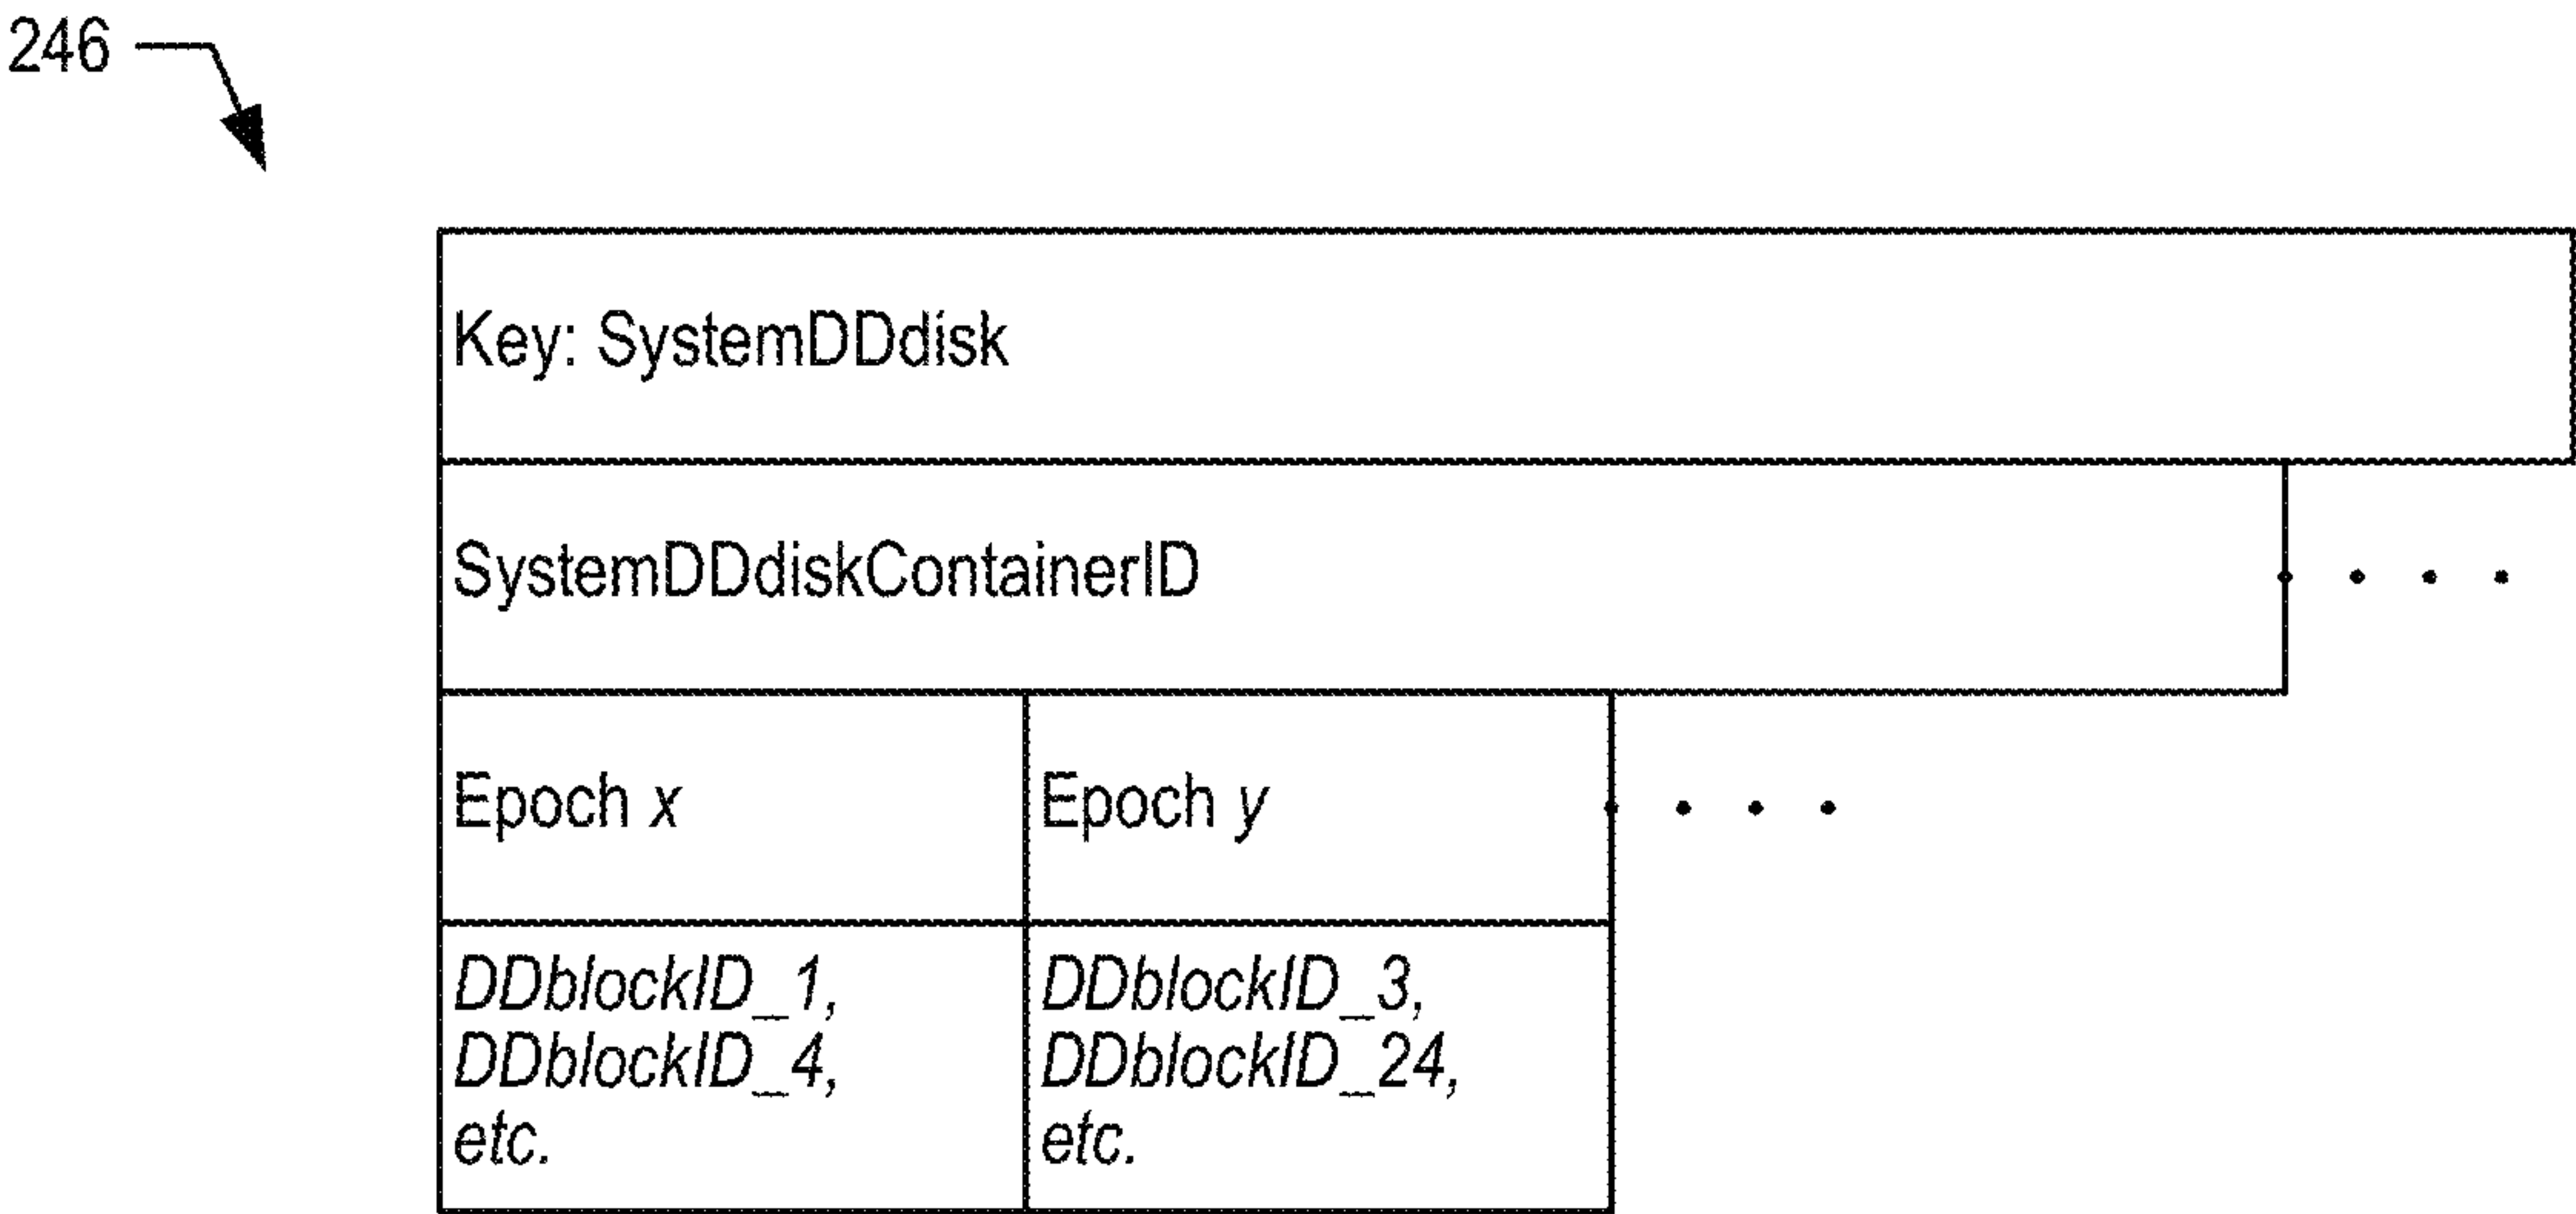 246
Key: SystemDDdisk
SystemDDdiskContainerID
Epoch x
Epoch y
DDblockID_1,
DDblockID_4,
etc.
DDblockID_3,
DDblockID_24,
etc.